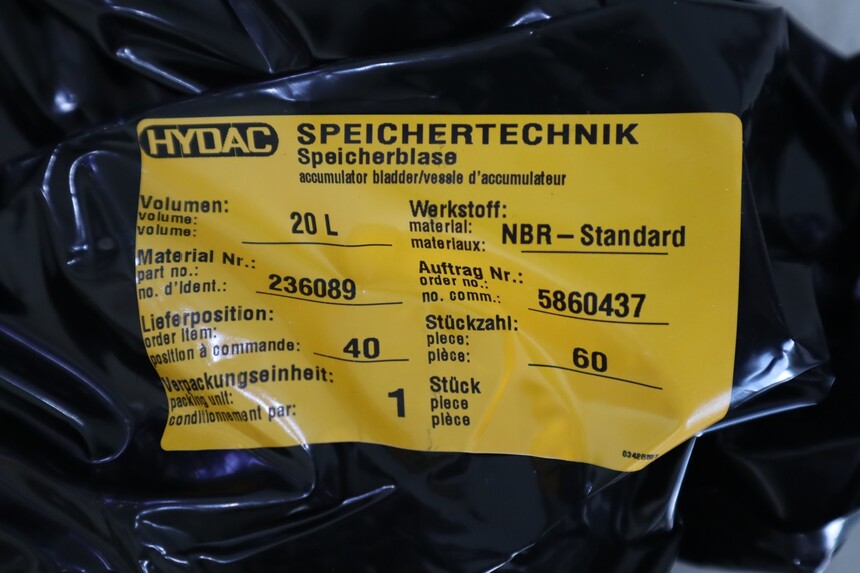 HYDAC SPEICHERTECHNIK
Speicherblase
accumulator bladder/vessie d'accumulateur
Volumen:
volume:
volume:
20 L
Werkstoff:
material:
materiaux:
NBR – Standard
Material Nr.:
part no.:
no. d'Ident.:
236089
Auftrag Nr.:
order no.:
no. comm.:
5860437
Lieferposition:
order item:
position à commande:
40
Stückzahl:
piece:
pièce:
60
Verpackungseinheit:
packing unit:
conditionnement par:
1
Stück
piece
pièce